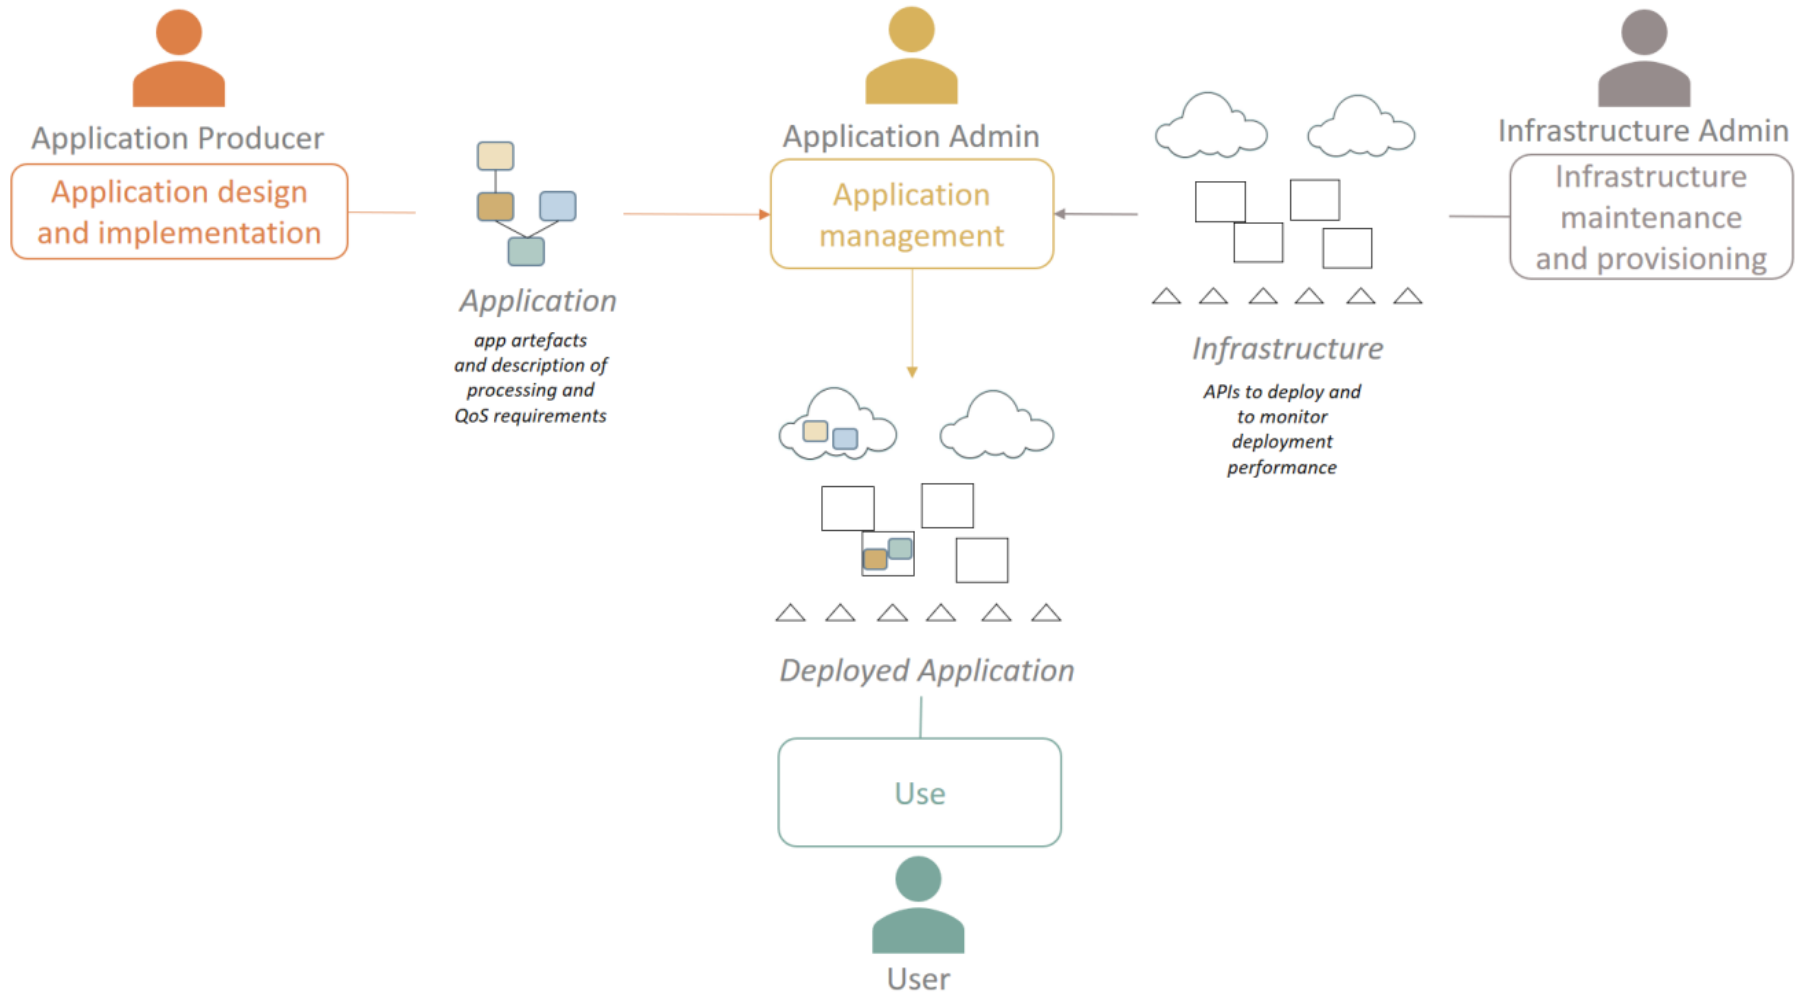 Application Producer
Application design
and implementation
Application
app artefacts
and description of
processing and
QoS requirements
Application Admin
Application
management
Infrastructure Admin
Infrastructure
maintenance
and provisioning
Infrastructure
APIs to deploy and
to monitor
deployment
performance
Deployed Application
Use
User